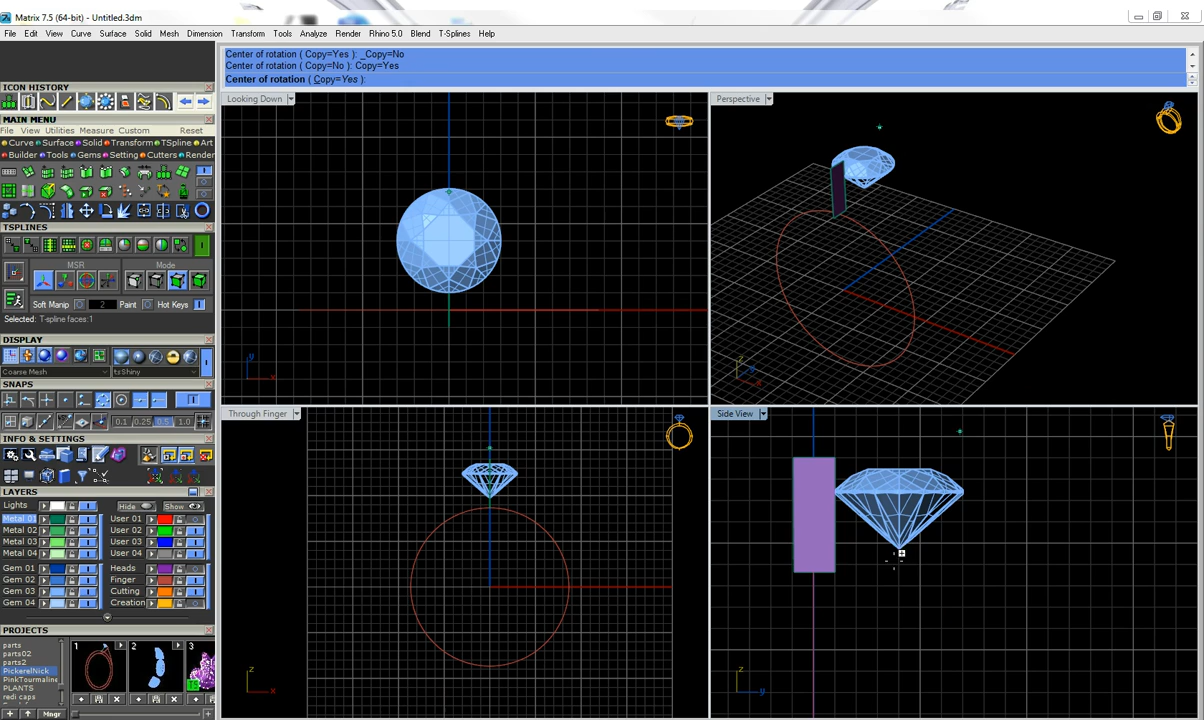 Matrix 7.5 (64-bit) - Untitled.3dm
File Edit View Curve Surface Solid Mesh Dimension Transform Tools Analyze Render Rhino 5.0 Blend T-Splines Help
Center of rotation ( Copy=Yes ): _Copy=No
Center of rotation ( Copy=No ): Copy=Yes
Center of rotation ( Copy=Yes ):
ICON HISTORY
MAIN MENU
File View Utilities Measure Custom Reset
Curve Surface Solid Transform TSpline Art
Builder Tools Gems Setting Cutters Render
TSPLINES
MSR Mode
Soft Manip 2 Paint Hot Keys
Selected: T-spline faces:1
DISPLAY
Coarse Mesh tsShiny
SNAPS
0.1 0.25 0.5 1.0
INFO & SETTINGS
LAYERS
Lights Hide Show
Metal 01 User 01
Metal 02 User 02
Metal 03 User 03
Metal 04 User 04
Gem 01 Heads
Gem 02 Finger
Gem 03 Cutting
Gem 04 Creation
PROJECTS
parts
parts02
parts2
PickerelNick
PinkTourmaline
PLANTS
redi caps
Mngr
1 2 3
TS
Looking Down
y
x
Perspective
z
y
x
Through Finger
z
x
Side View
z
y